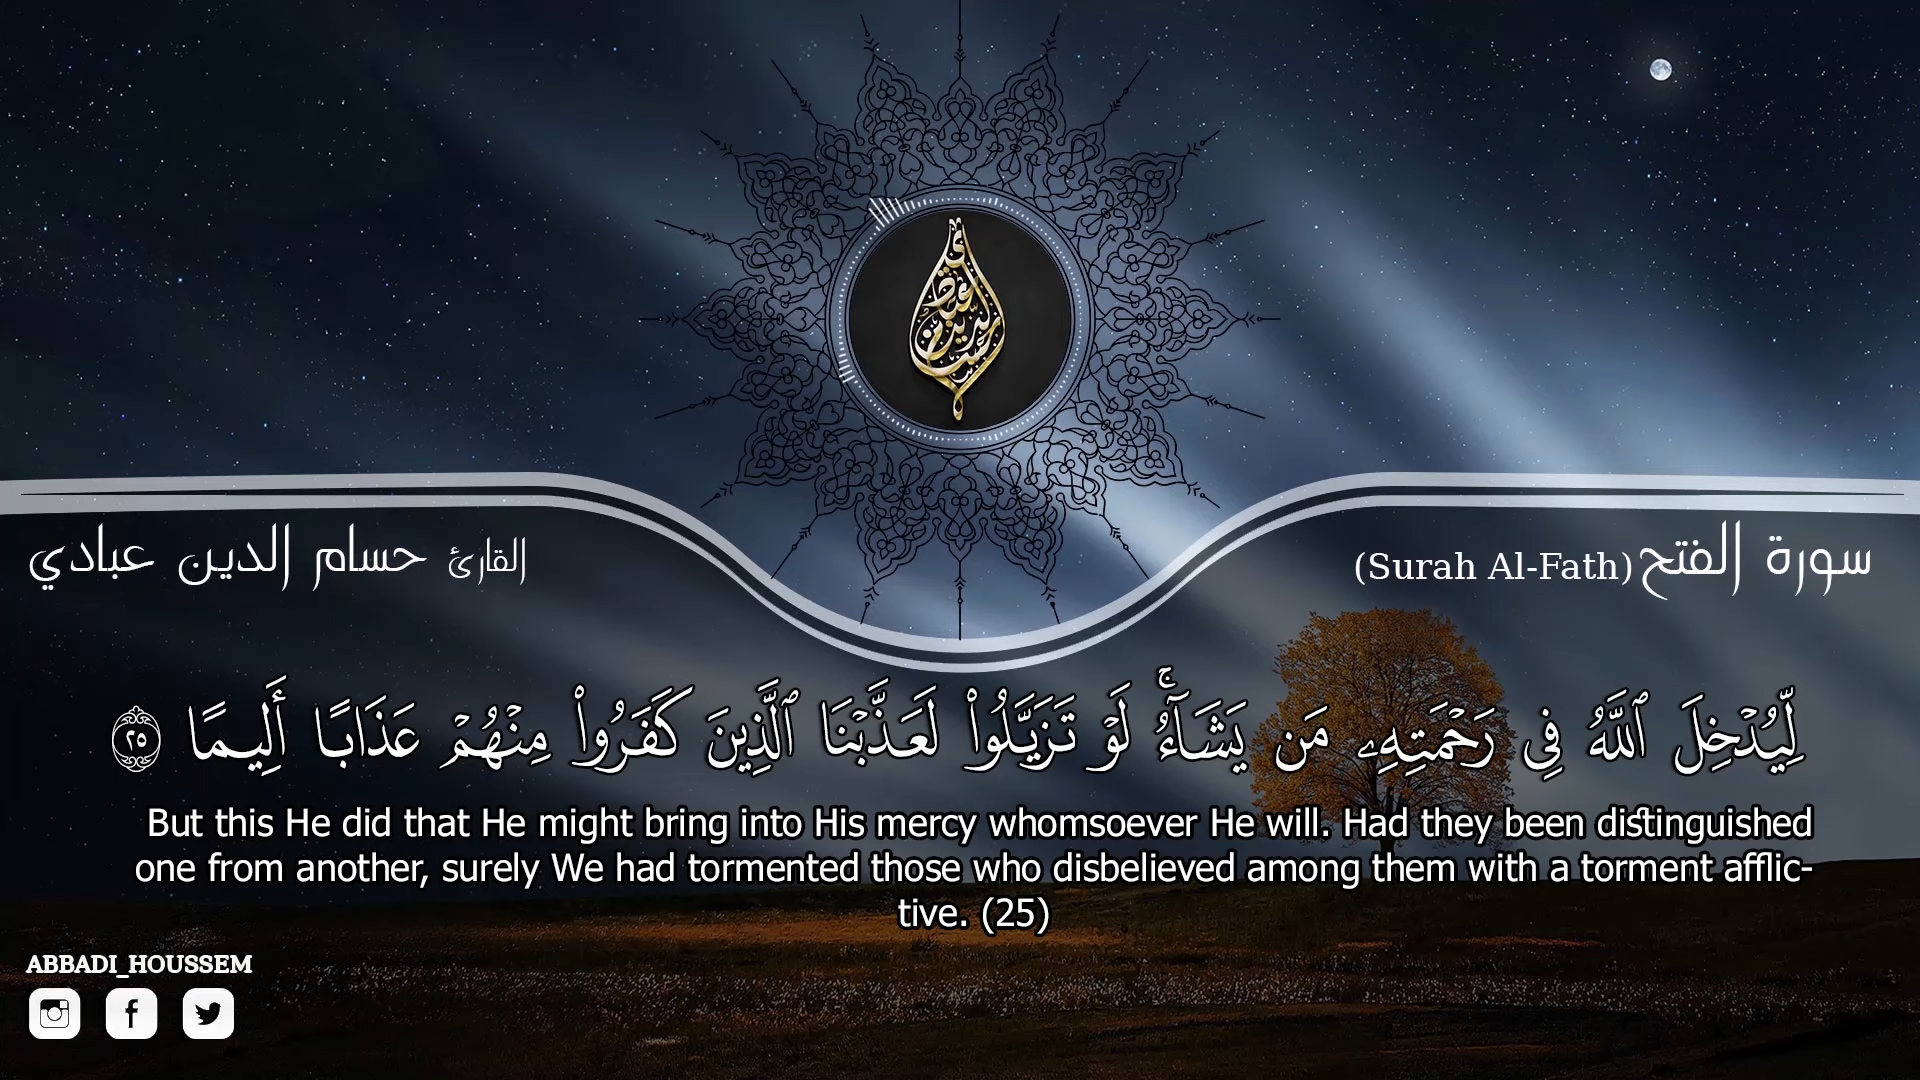 القارئ حسام الدين عبادي
سورة الفتح(Surah Al-Fath)
لِّيُدْخِلَ ٱللَّهُ فِى رَحْمَتِهِۦ مَن يَشَآءُ ۚ لَوْ تَزَيَّلُوا۟ لَعَذَّبْنَا ٱلَّذِينَ كَفَرُوا۟ مِنْهُمْ عَذَابًا أَلِيمًا ٢٥
But this He did that He might bring into His mercy whomsoever He will. Had they been distinguished
one from another, surely We had tormented those who disbelieved among them with a torment afflic-
tive. (25)
ABBADI_HOUSSEM